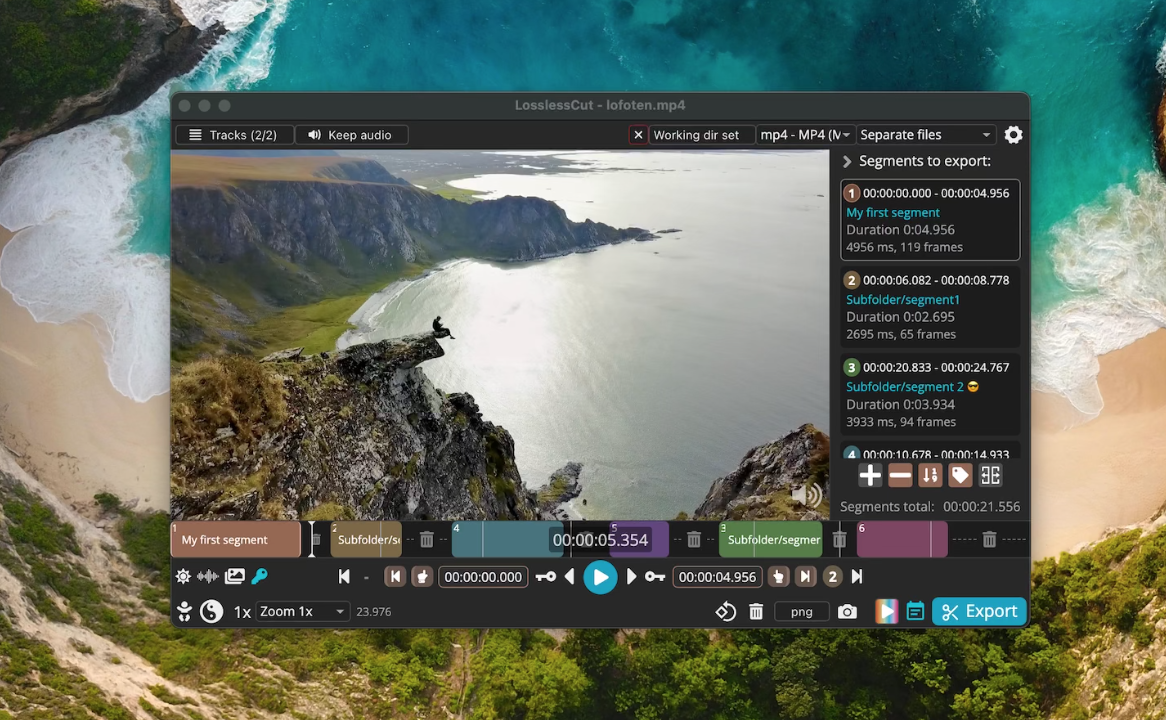 LosslessCut - lofoten.mp4
Tracks (2/2) Keep audio Working dir set mp4 - MP4 (M Separate files
Segments to export:
1 00:00:00.000 - 00:00:04.956
My first segment
Duration 0:04.956
4956 ms, 119 frames
2 00:00:06.082 - 00:00:08.778
Subfolder/segment1
Duration 0:02.695
2695 ms, 65 frames
3 00:00:20.833 - 00:00:24.767
Subfolder/segment 2 😎
Duration 0:03.934
3933 ms, 94 frames
4 00:00:10.678 - 00:00:14.933
Segments total: 00:00:21.556
1 My first segment 2 Subfolder/s 4 00:00:05.354 5 3 Subfolder/segmer 6
00:00:00.000 00:00:04.956 2
1x Zoom 1x 23.976 png Export